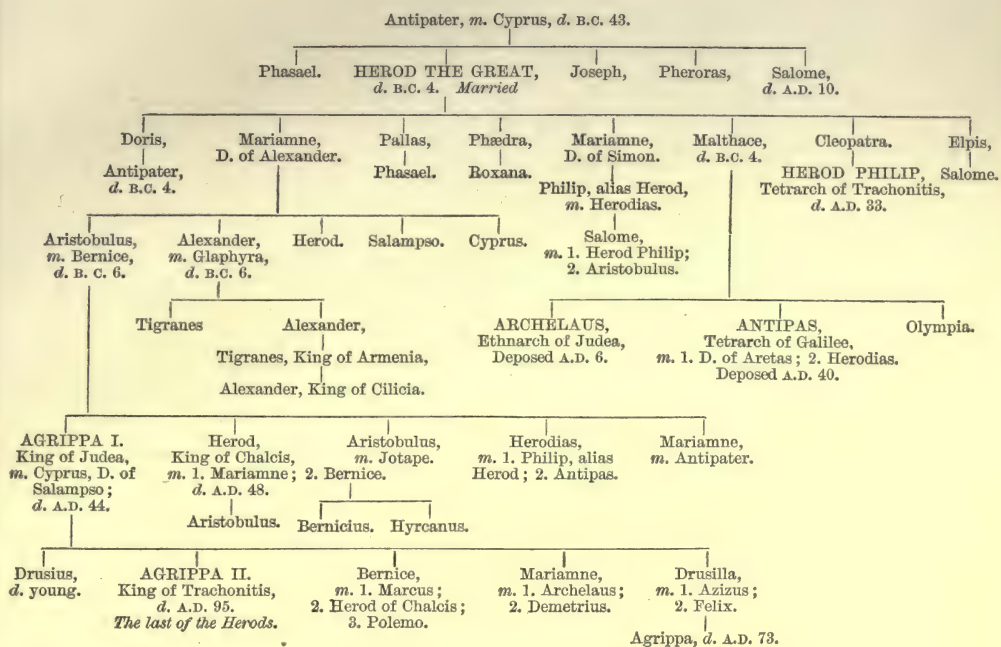 Antipater, m. Cyprus, d. B.C. 43.
Phasael. HEROD THE GREAT, Joseph, Pheroras, Salome,
d. B.C. 4. Married d. A.D. 10.
Doris, Mariamne, Pallas, Phædra, Mariamne, Malthace, Cleopatra. Elpis,
D. of Alexander. D. of Simon. d. B.C. 4.
Antipater, Phasael. Roxana. HEROD PHILIP, Salome.
d. B.C. 4. Philip, alias Herod, Tetrarch of Trachonitis,
m. Herodias. d. A.D. 33.
Aristobulus, Alexander, Herod. Salampso. Cyprus. Salome,
m. Bernice, m. Glaphyra, m. 1. Herod Philip;
d. B. C. 6. d. B.C. 6. 2. Aristobulus.
Tigranes Alexander, ARCHELAUS, ANTIPAS, Olympia.
Ethnarch of Judea, Tetrarch of Galilee,
Tigranes, King of Armenia, Deposed A.D. 6. m. 1. D. of Aretas; 2. Herodias.
Deposed A.D. 40.
Alexander, King of Cilicia.
AGRIPPA I. Herod, Aristobulus, Herodias, Mariamne,
King of Judea, King of Chalcis, m. Jotape. m. 1. Philip, alias m. Antipater.
m. Cyprus, D. of m. 1. Mariamne; 2. Bernice. Herod; 2. Antipas.
Salampso; d. A.D. 48.
d. A.D. 44.
Aristobulus. Bernicius. Hyrcanus.
Drusius, AGRIPPA II. Bernice, Mariamne, Drusilla,
d. young. King of Trachonitis, m. 1. Marcus; m. 1. Archelaus; m. 1. Azizus;
d. A.D. 95. 2. Herod of Chalcis; 2. Demetrius. 2. Felix.
The last of the Herods. 3. Polemo.
Agrippa, d. A.D. 73.